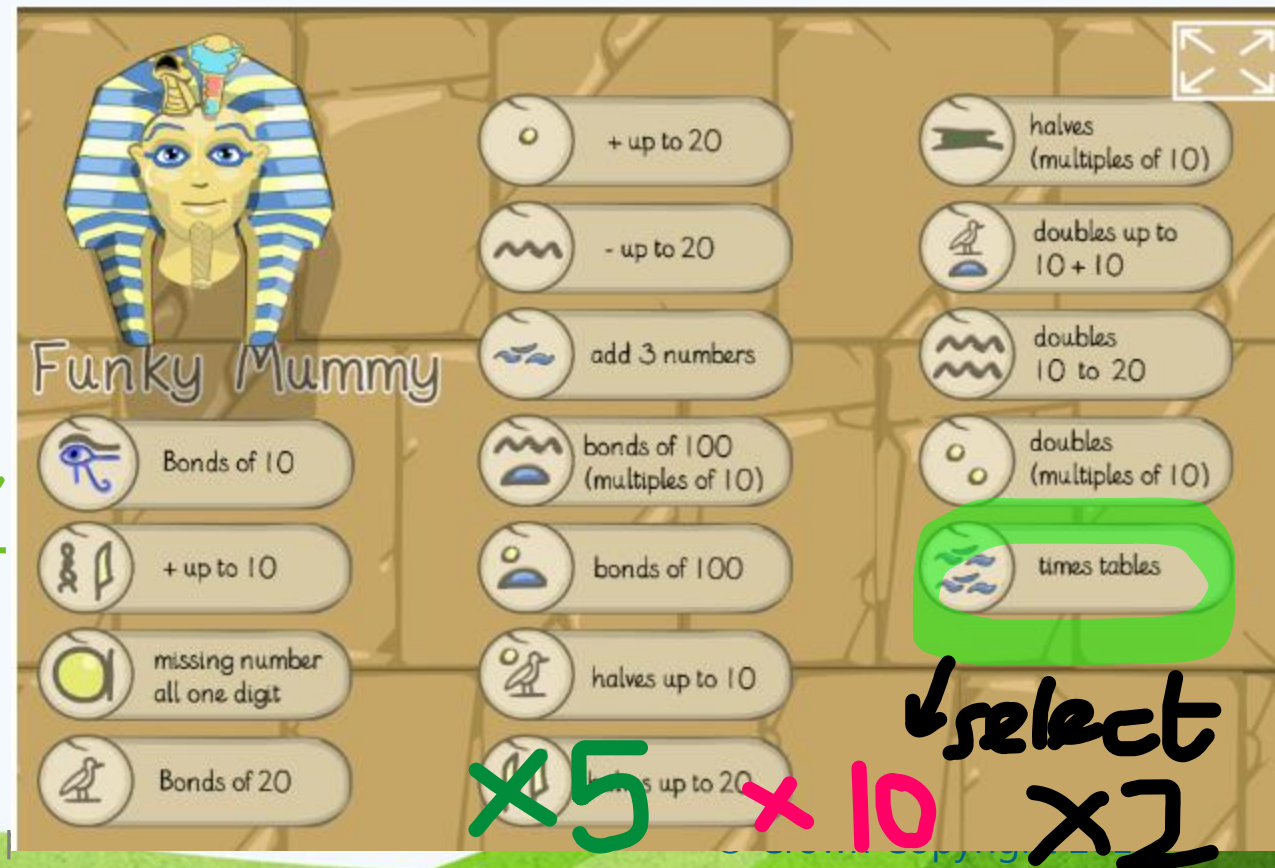 Funky Mummy
Bonds of 10
+ up to 10
missing number
all one digit
Bonds of 20
+ up to 20
- up to 20
add 3 numbers
bonds of 100
(multiples of 10)
bonds of 100
halves up to 10
up to 20
halves
(multiples of 10)
doubles up to
10 + 10
doubles
10 to 20
doubles
(multiples of 10)
times tables
select
×5 ×10 ×2
© Crown Copyright